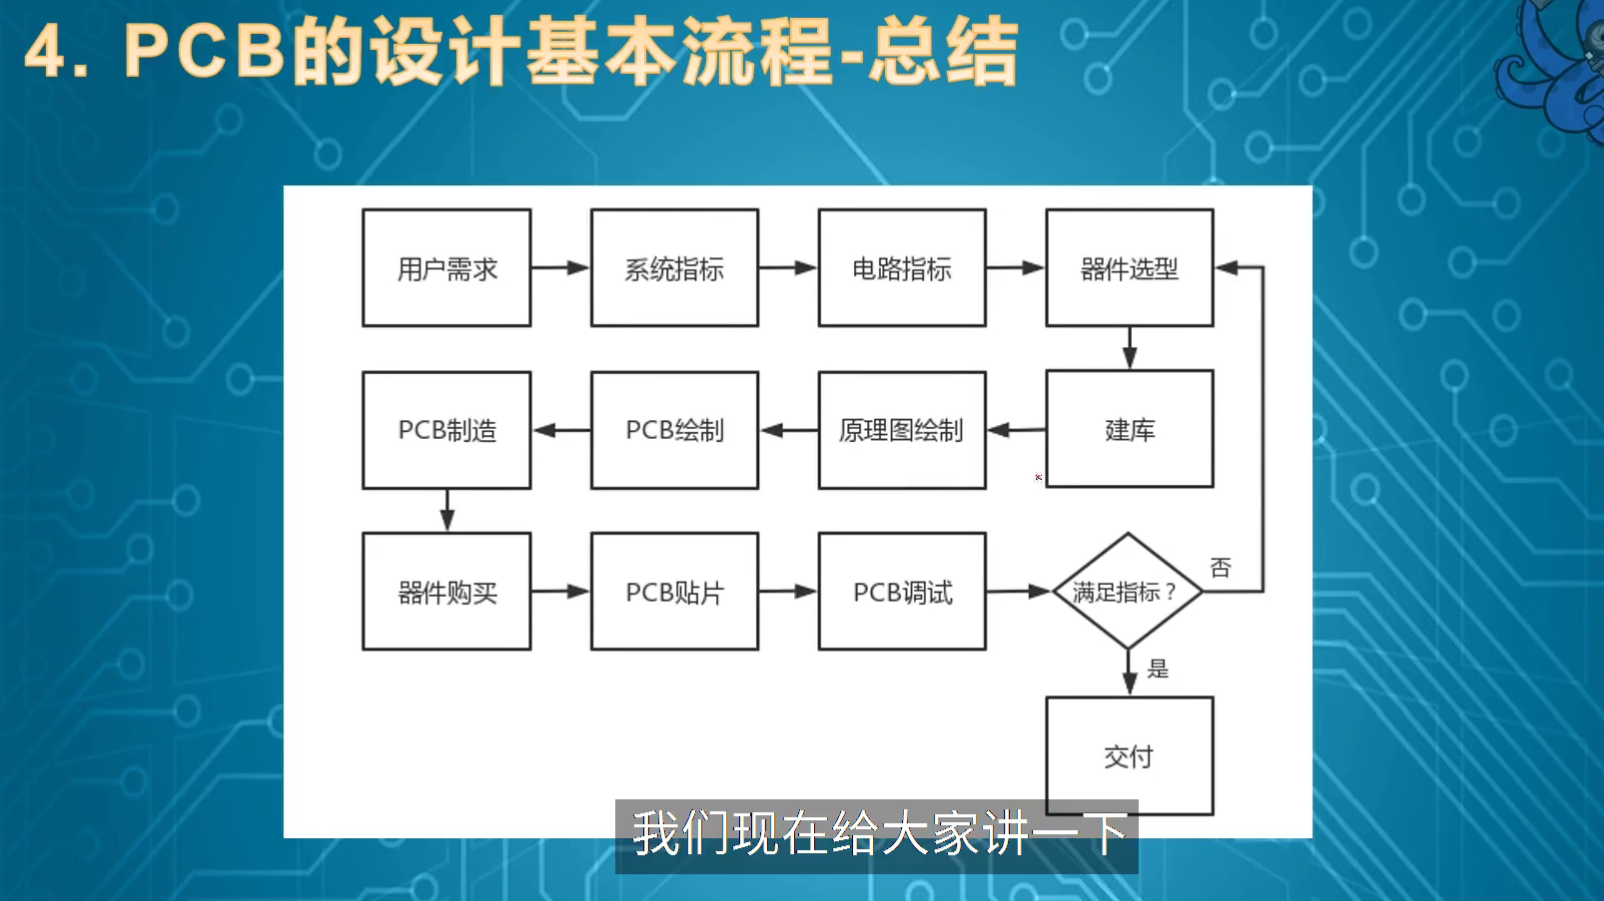 4. PCB的设计基本流程-总结
用户需求
系统指标
电路指标
器件选型
PCB制造
PCB绘制
原理图绘制
建库
器件购买
PCB贴片
PCB调试
满足指标？
否
是
交付
我们现在给大家讲一下